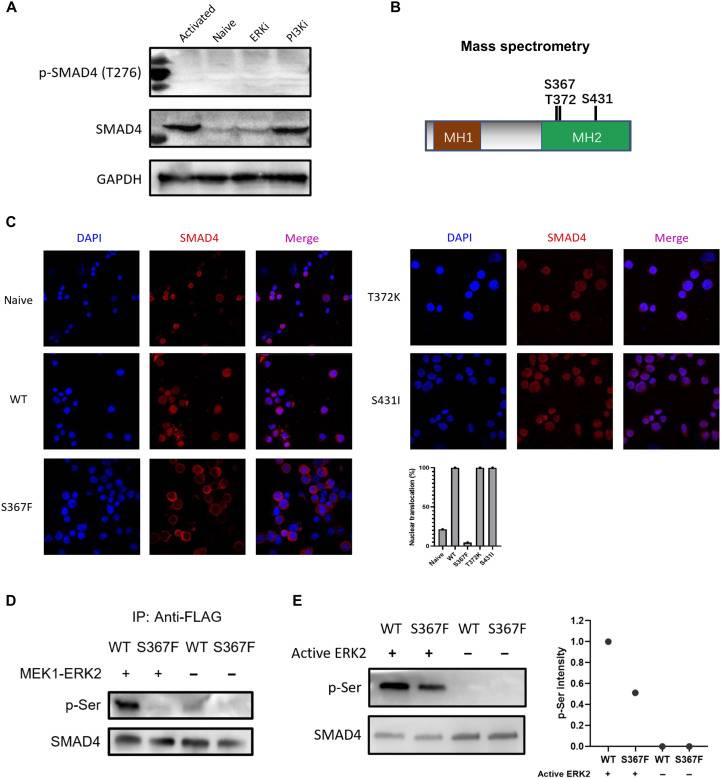 A
Activated Naive ERKi PI3Ki
p-SMAD4 (T276)
SMAD4
GAPDH
B
Mass spectrometry
S367
T372 S431
MH1 MH2
C
DAPI SMAD4 Merge
Naive
WT
S367F
DAPI SMAD4 Merge
T372K
S431I
Nuclear translocation (%)
100
50
0
Naive WT S367F T372K S431I
D
IP: Anti-FLAG
WT S367F WT S367F
MEK1-ERK2 + + – –
p-Ser
SMAD4
E
WT S367F WT S367F
Active ERK2 + + – –
p-Ser
SMAD4
p-Ser intensity
1.2
1.0
0.8
0.6
0.4
0.2
0.0
WT S367F WT S367F
Active ERK2 + + – –